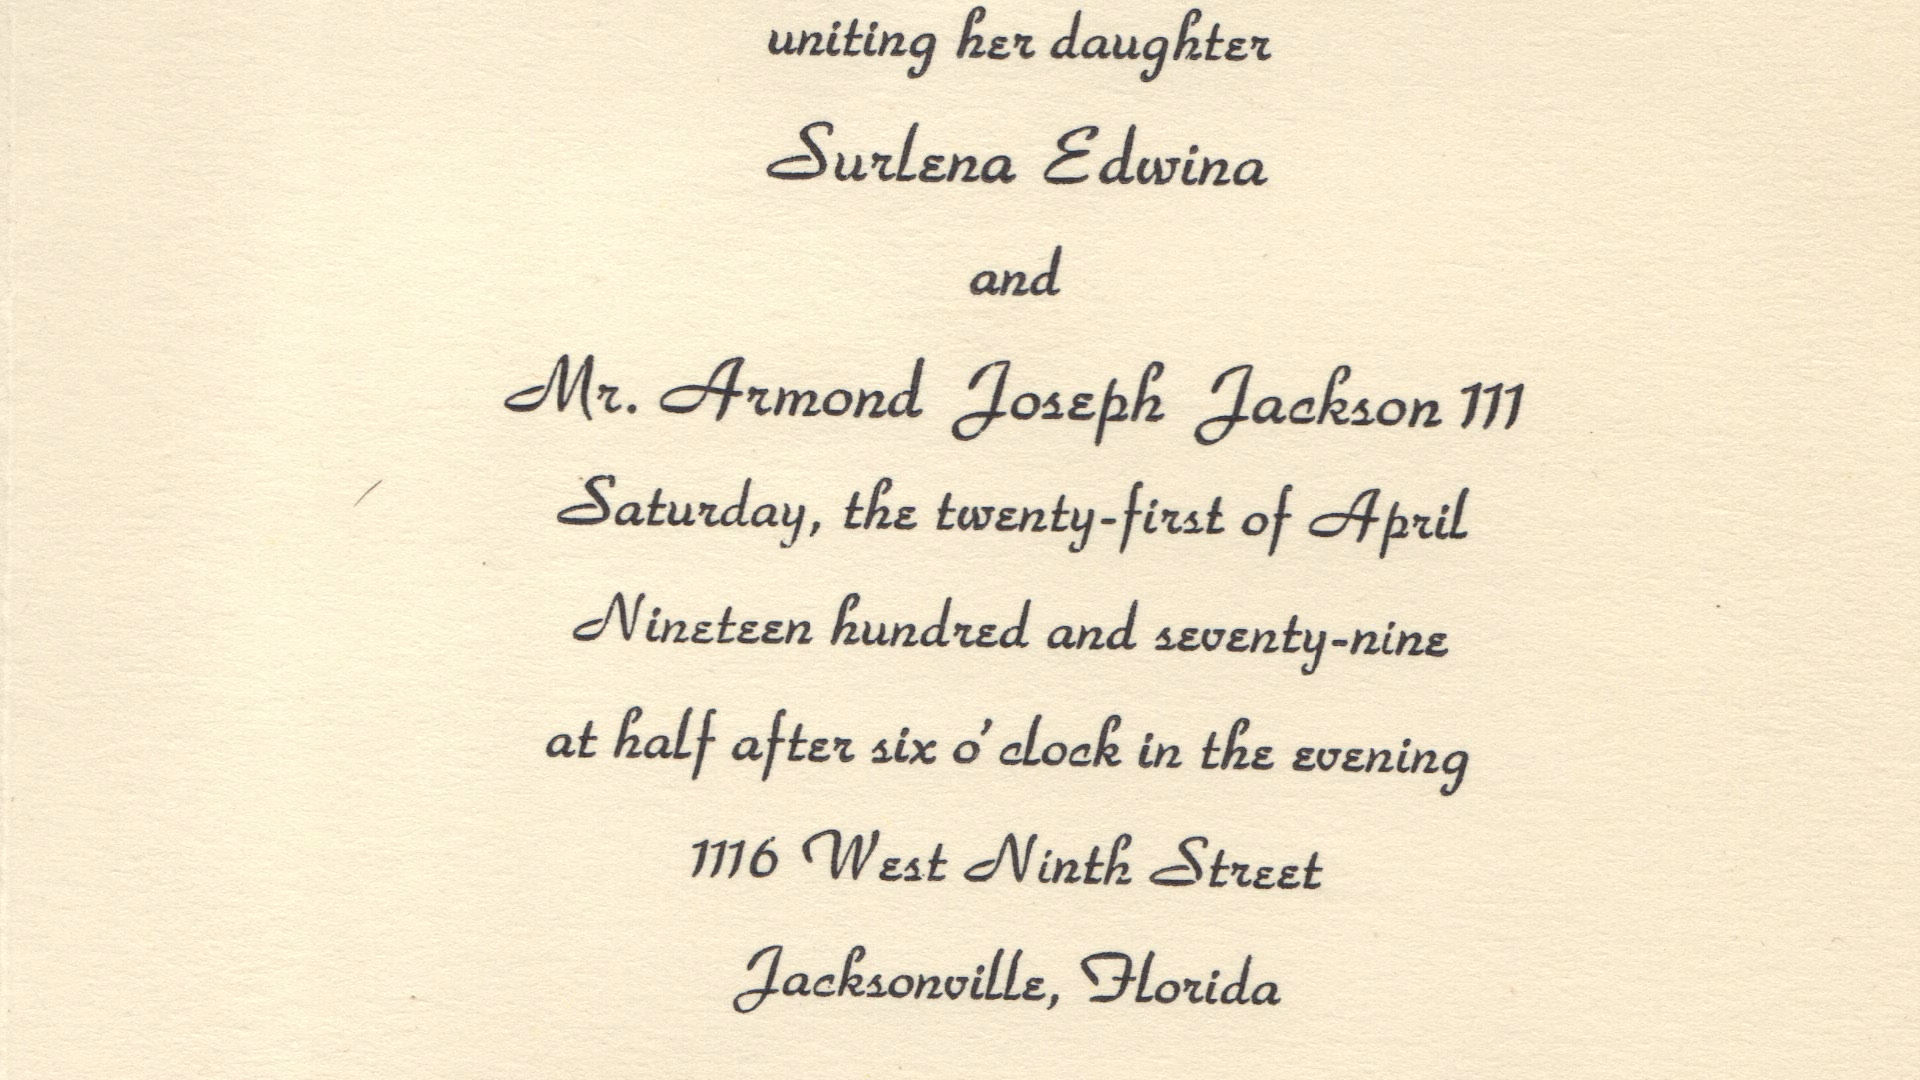 uniting her daughter
Surlena Edwina
and
Mr. Armond Joseph Jackson 111
Saturday, the twenty-first of April
Nineteen hundred and seventy-nine
at half after six o'clock in the evening
1116 West Ninth Street
Jacksonville, Florida